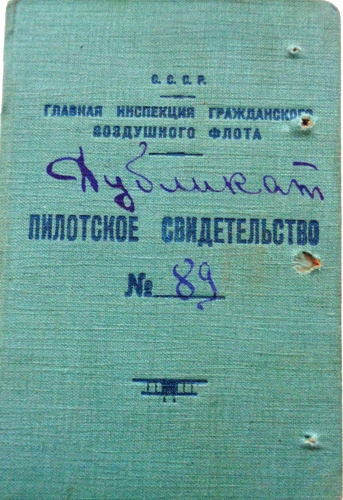 С. С. С. Р.
ГЛАВНАЯ ИНСПЕКЦИЯ ГРАЖДАНСКОГО
ВОЗДУШНОГО ФЛОТА
Дубликат
ПИЛОТСКОЕ СВИДЕТЕЛЬСТВО
№ 89